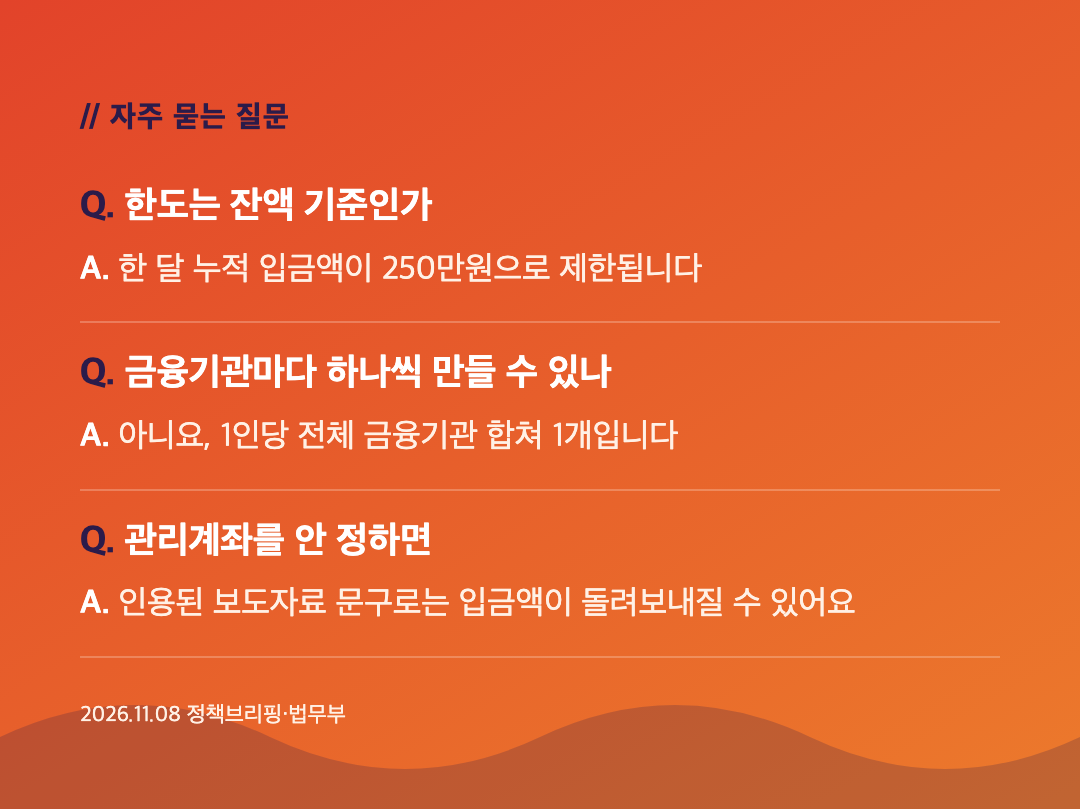 // 자주 묻는 질문
Q. 한도는 잔액 기준인가
A. 한 달 누적 입금액이 250만원으로 제한됩니다
Q. 금융기관마다 하나씩 만들 수 있나
A. 아니요, 1인당 전체 금융기관 합쳐 1개입니다
Q. 관리계좌를 안 정하면
A. 인용된 보도자료 문구로는 입금액이 돌려보내질 수 있어요
2026.11.08 정책브리핑·법무부